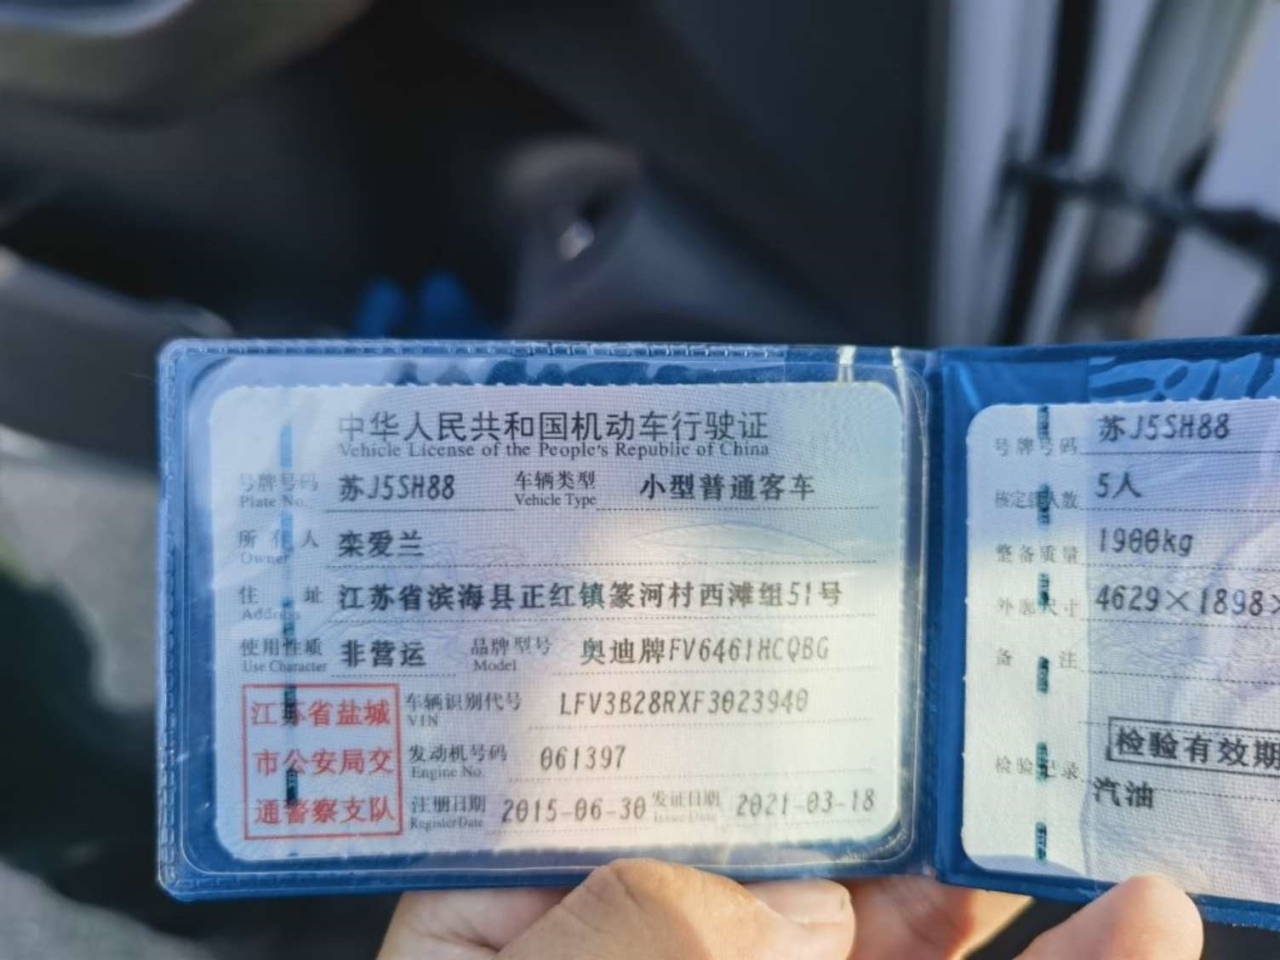 中华人民共和国机动车行驶证
Vehicle License of the People's Republic of China
号牌号码 苏J5SH88 车辆类型 小型普通客车
Plate No. Vehicle Type
所有人 栾爱兰
Owner
住址 江苏省滨海县正红镇篆河村西滩组51号
Address
使用性质 非营运 品牌型号 奥迪牌FV6461HCQBG
Use Character Model
江苏省盐城
市公安局交
通警察支队
车辆识别代号 LFV3B28RXF3023940
VIN
发动机号码 061397
Engine No.
注册日期 2015-06-30 发证日期 2021-03-18
Register Date Issue Date
号牌号码 苏J5SH88
核定载人数 5人
整备质量 1900kg
外廓尺寸 4629×1898×
备注
检验有效期
检验记录
汽油